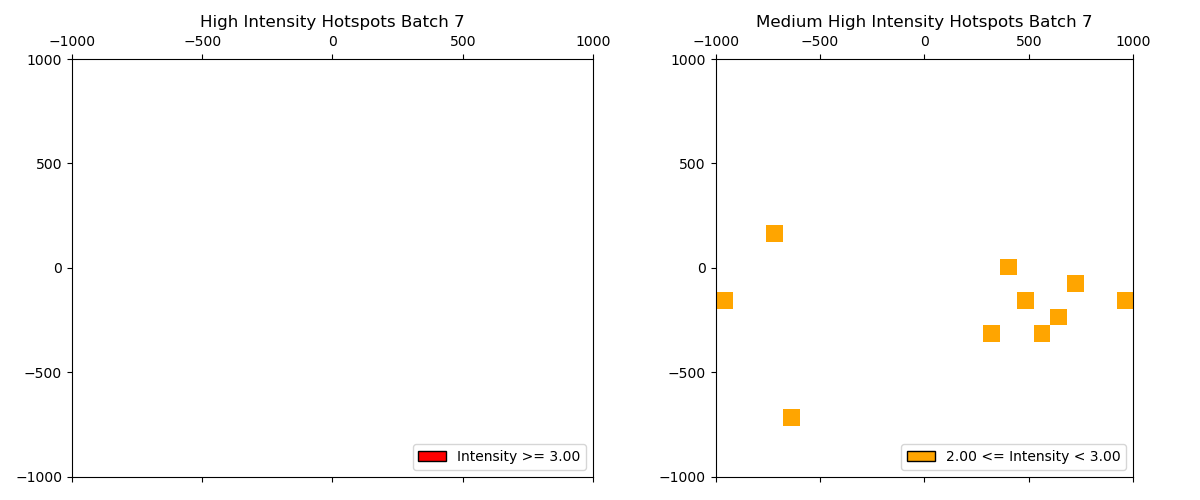 High Intensity Hotspots Batch 7
−1000 −500 0 500 1000
1000
500
0
−500
−1000
Intensity >= 3.00
Medium High Intensity Hotspots Batch 7
−1000 −500 0 500 1000
1000
500
0
−500
−1000
2.00 <= Intensity < 3.00